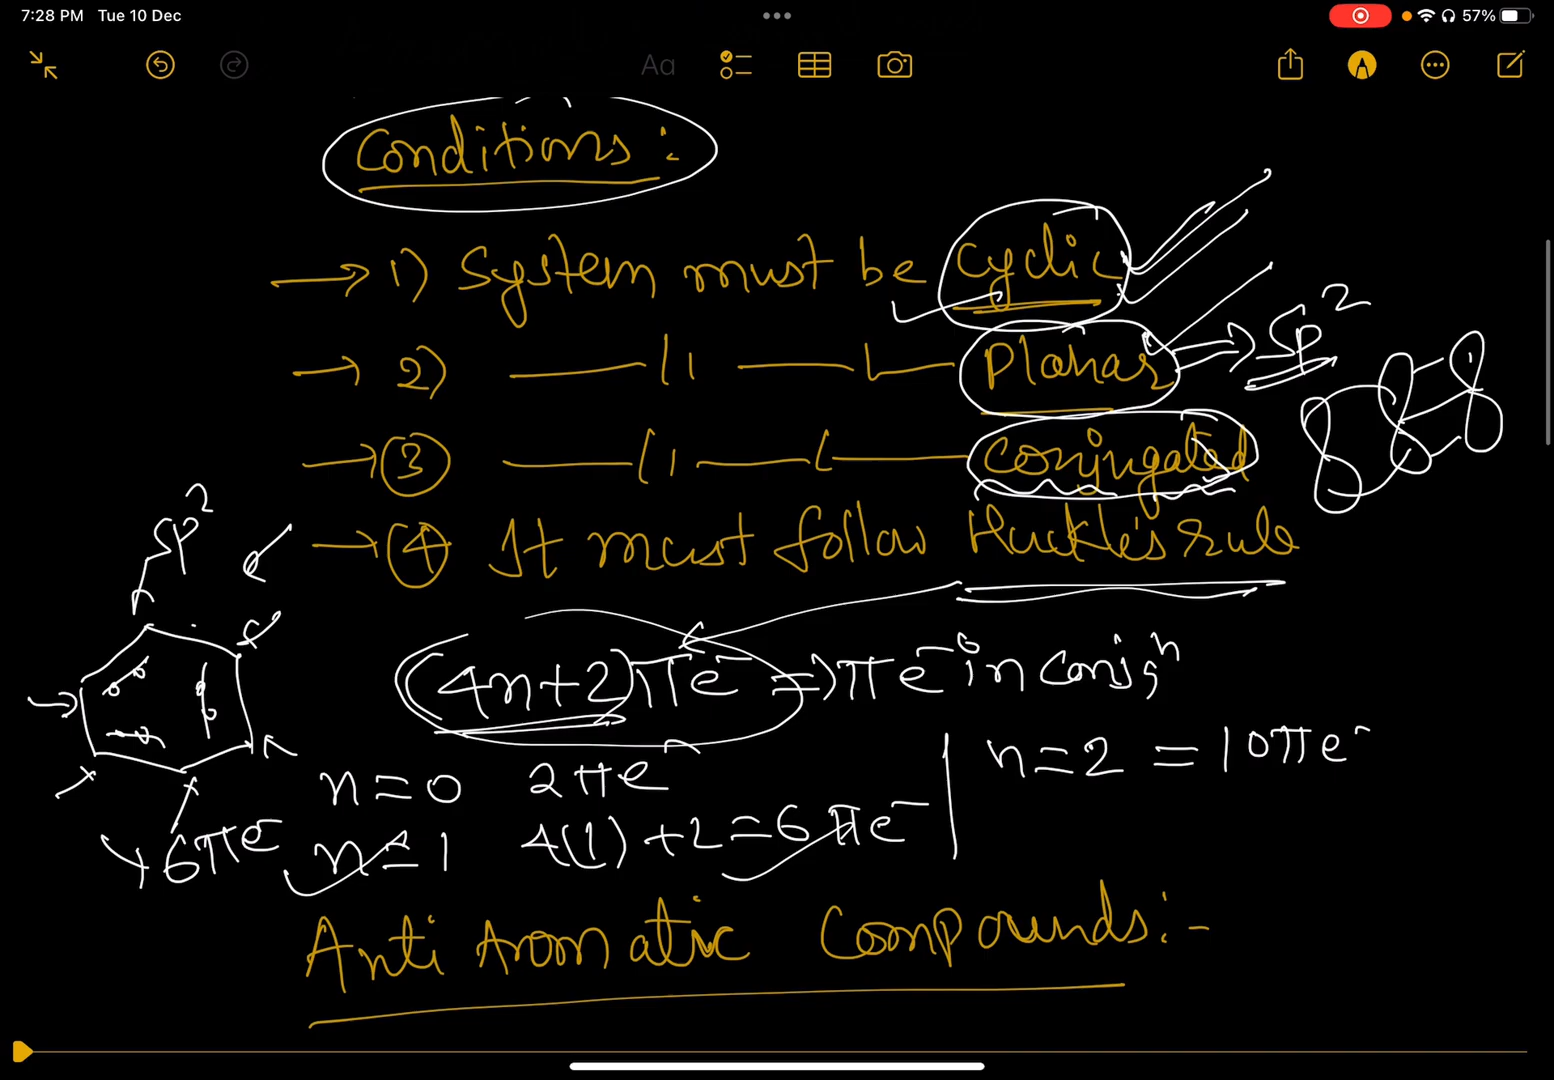 7:28 PM Tue 10 Dec
57%
Aa
Conditions :
→ 1) System must be cyclic
→ 2) —〃— Planar ⇒ sp²
→ ③ —〃— conjugated
→ ④ It must follow Huckle's rule
sp²
(4n+2)πe⁻ ⇒ πe⁻ in conjgⁿ
n=0 2πe⁻
n=2 = 10πe⁻
6πe⁻ n=1 4(1)+2=6πe⁻
Anti Aromatic Compounds:-